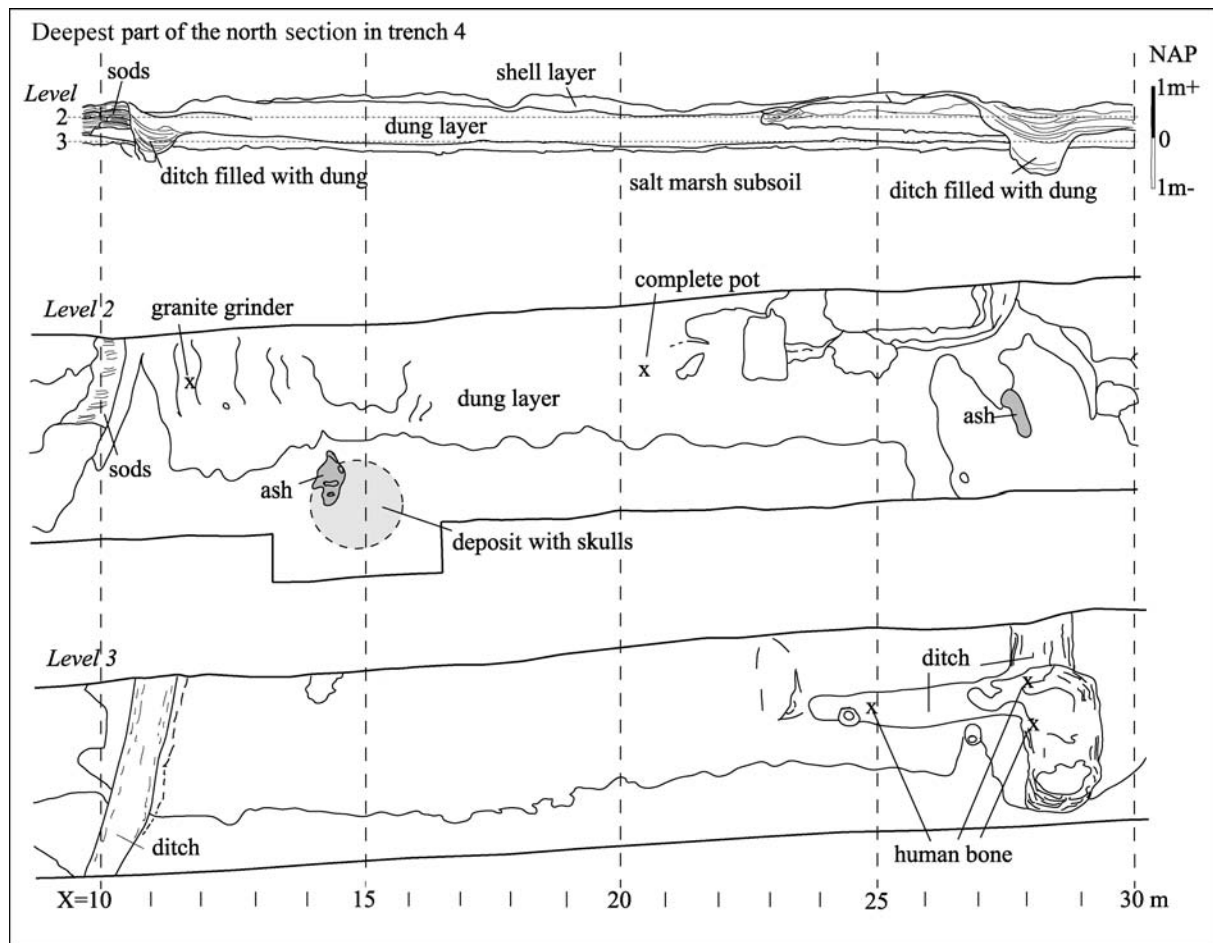 Deepest part of the north section in trench 4
NAP
sods
shell layer
Level
1m+
2
dung layer
3
0
ditch filled with dung
salt marsh subsoil
ditch filled with dung
1m-
complete pot
Level 2
granite grinder
x
x
dung layer
ash
sods
ash
deposit with skulls
Level 3
ditch
x
x
x
ditch
human bone
X=10
15
20
25
30 m